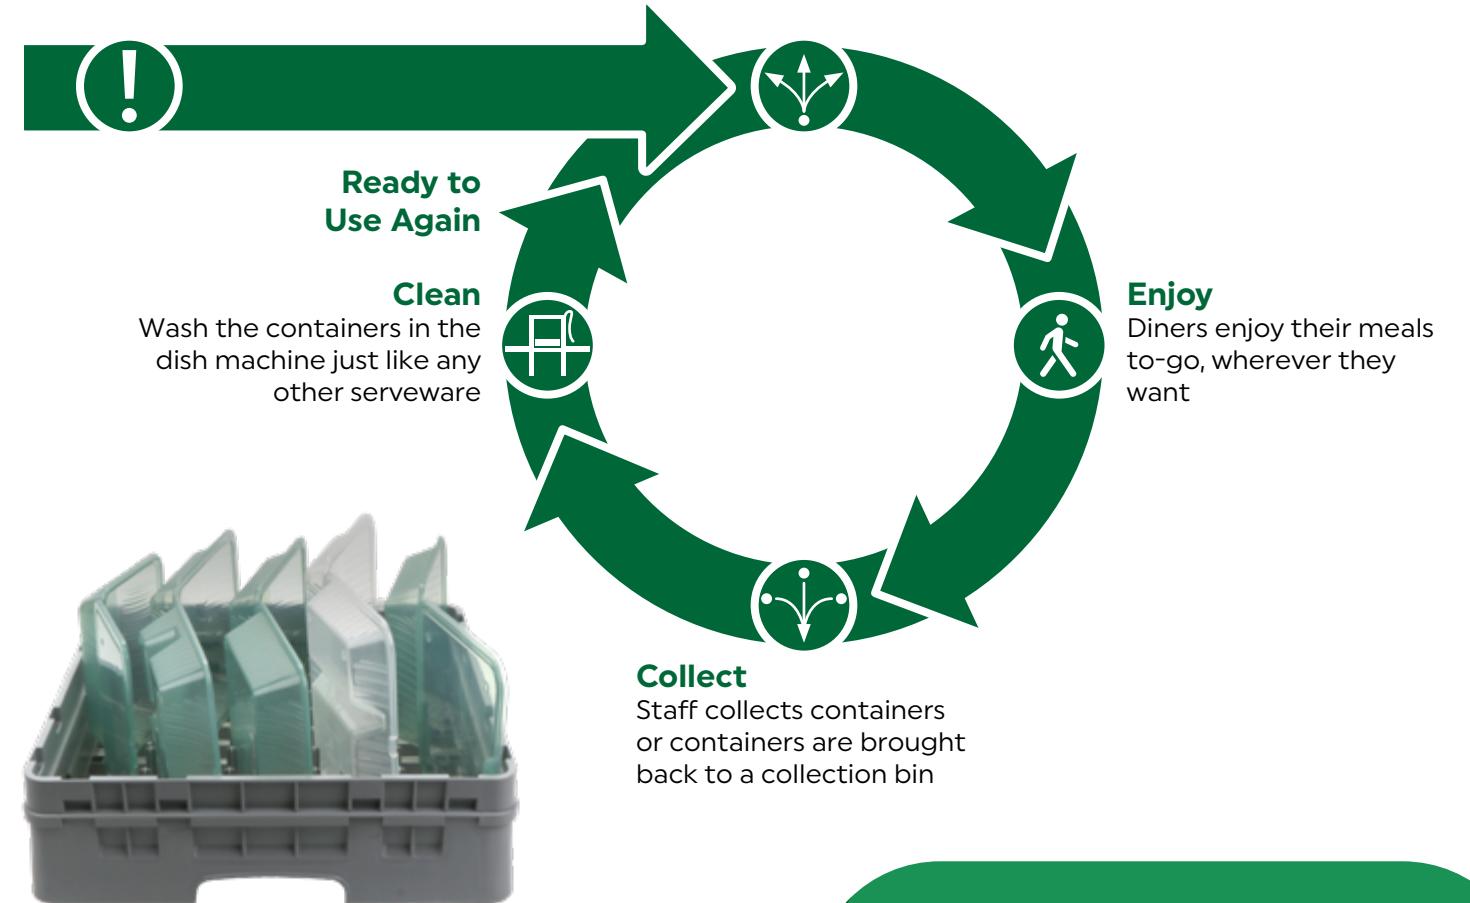 Ready to
Use Again
Clean
Wash the containers in the
dish machine just like any
other serveware
Enjoy
Diners enjoy their meals
to-go, wherever they
want
Collect
Staff collects containers
or containers are brought
back to a collection bin